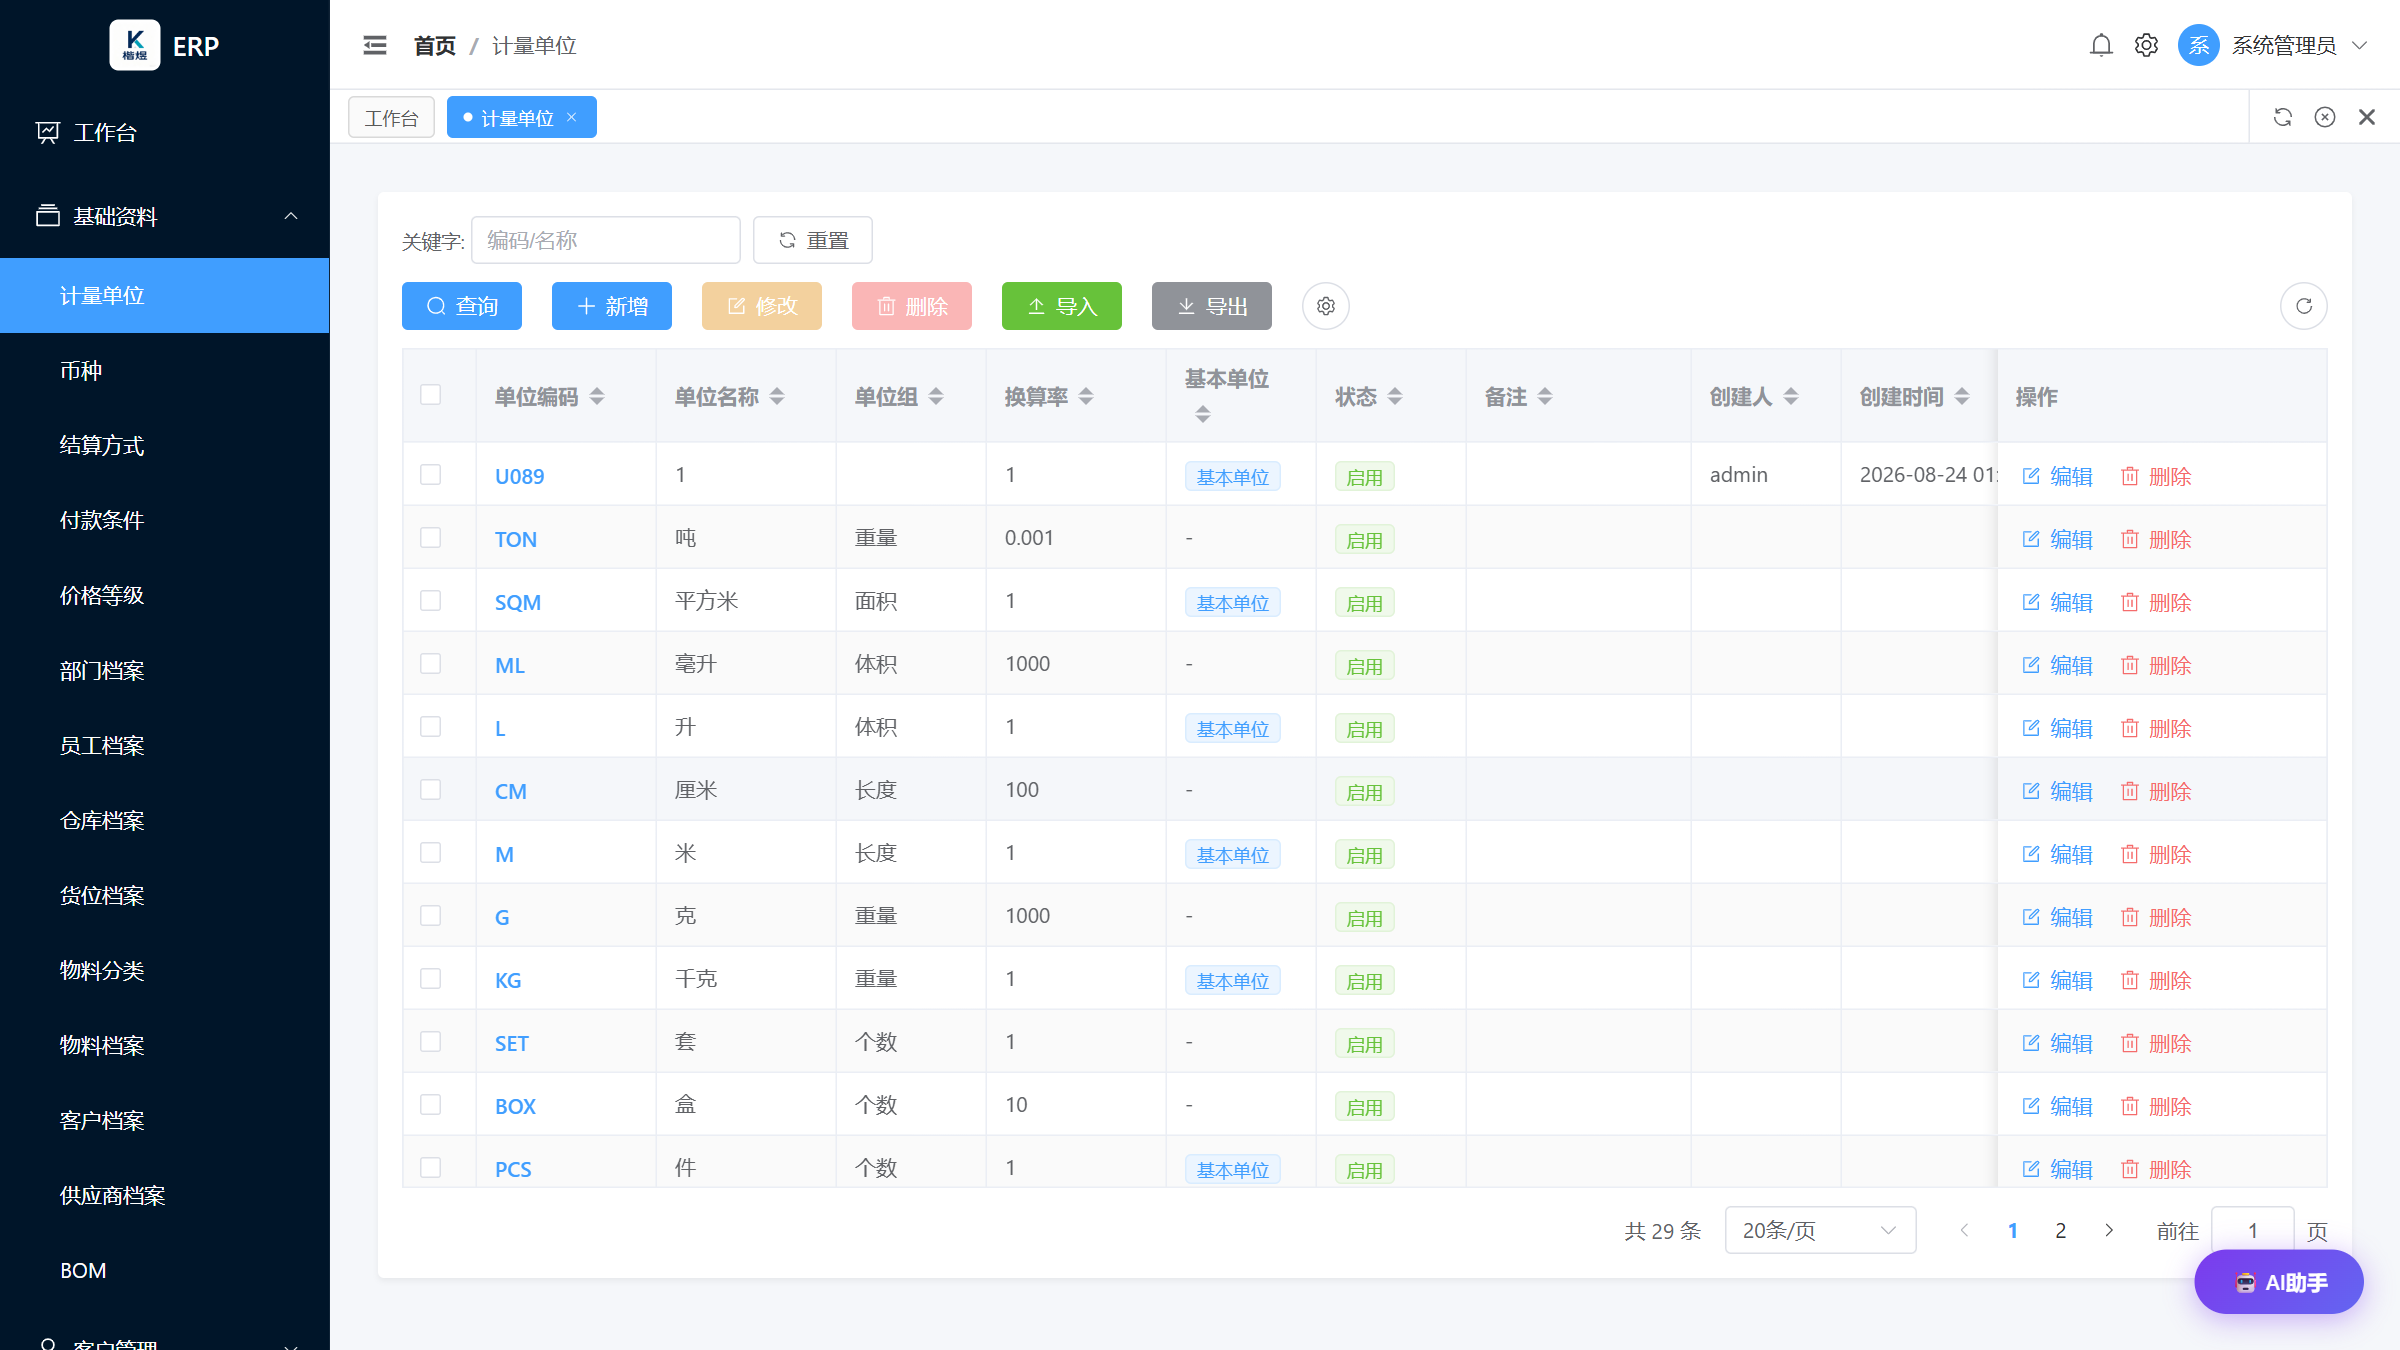 K
楷煜
ERP
工作台
基础资料
计量单位
币种
结算方式
付款条件
价格等级
部门档案
员工档案
仓库档案
货位档案
物料分类
物料档案
客户档案
供应商档案
BOM
客户管理
首页 / 计量单位
系 系统管理员
工作台 计量单位
关键字: 编码/名称 重置
查询 新增 修改 删除 导入 导出
单位编码 单位名称 单位组 换算率 基本单位 状态 备注 创建人 创建时间 操作
U089 1 1 基本单位 启用 admin 2026-08-24 01: 编辑 删除
TON 吨 重量 0.001 - 启用 编辑 删除
SQM 平方米 面积 1 基本单位 启用 编辑 删除
ML 毫升 体积 1000 - 启用 编辑 删除
L 升 体积 1 基本单位 启用 编辑 删除
CM 厘米 长度 100 - 启用 编辑 删除
M 米 长度 1 基本单位 启用 编辑 删除
G 克 重量 1000 - 启用 编辑 删除
KG 千克 重量 1 基本单位 启用 编辑 删除
SET 套 个数 1 - 启用 编辑 删除
BOX 盒 个数 10 - 启用 编辑 删除
PCS 件 个数 1 基本单位 启用 编辑 删除
共 29 条 20条/页 1 2 前往 1 页
AI助手